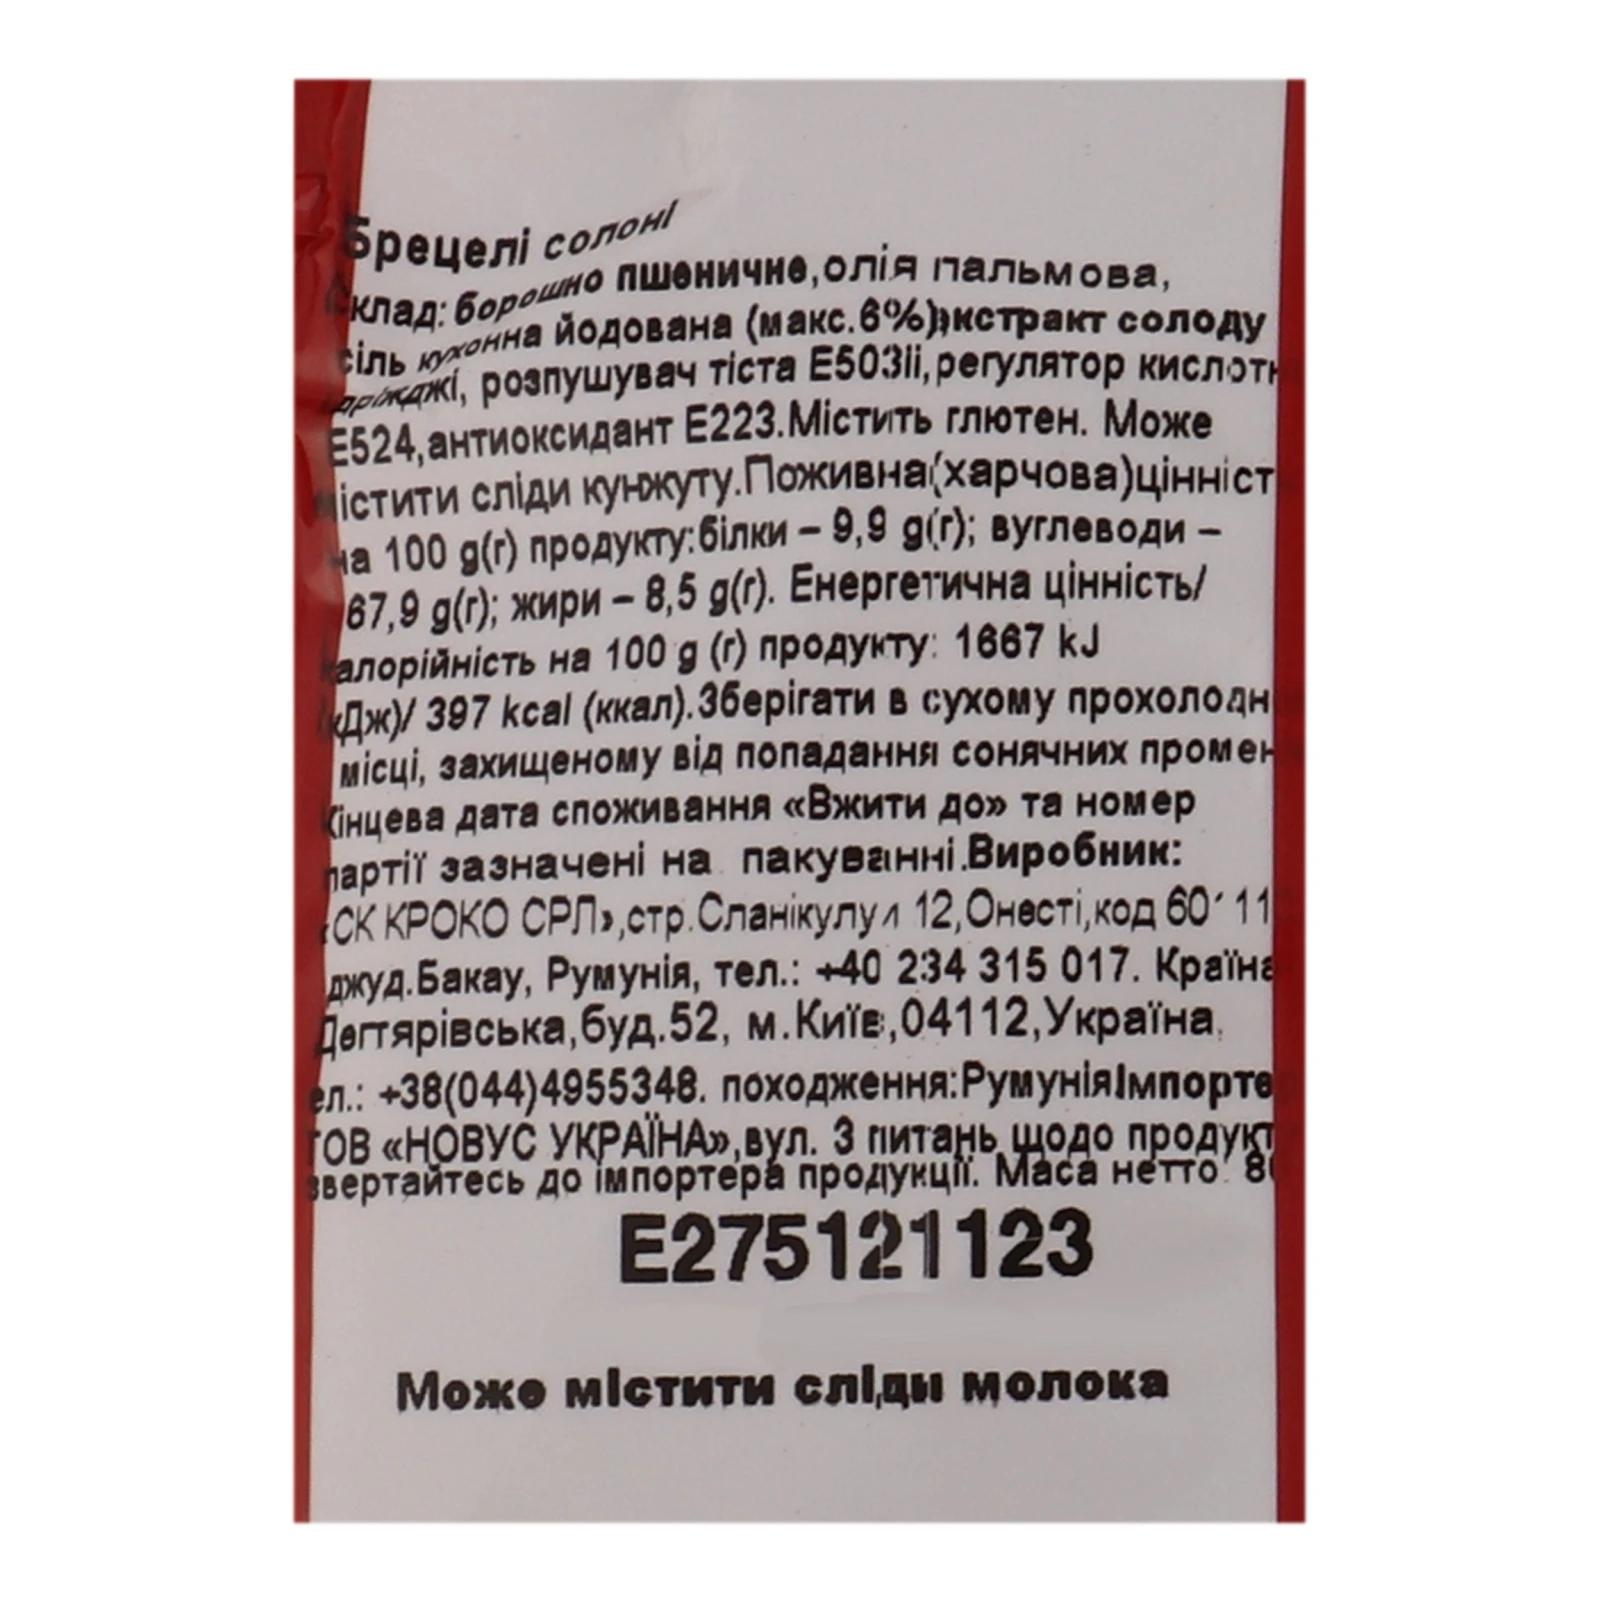 Брецелі солоні
Склад: борошно пшеничне,олія пальмова,
сіль кухонна йодована (макс.6%),екстракт солоду
дріжджі, розпушувач тіста Е503іі,регулятор кислотн
Е524,антиоксидант Е223.Містить глютен. Може
містити сліди кунжуту.Поживна(харчова)цінніст
на 100 g(г) продукту:білки – 9,9 g(г); вуглеводи –
67,9 g(г); жири – 8,5 g(г). Енергетична цінність/
калорійність на 100 g (г) продукту: 1667 kJ
(кДж)/ 397 kcal (ккал).Зберігати в сухому прохолодн
місці, захищеному від попадання сонячних промен
Кінцева дата споживання «Вжити до» та номер
партії зазначені на пакуванні.Виробник:
«СК КРОКО СРЛ»,стр.Сланікулуі 12,Онесті,код
джуд.Бакау, Румунія, тел.: +40 234 315 017. Країна
Дегтярівська,буд.52, м.Київ,04112,Україна,
ел.: +38(044)4955348. походження:РумуніяІмпорте
ТОВ «НОВУС УКРАЇНА»,вул. З питань щодо продукт
звертайтесь до імпортера продукції. Маса нетто:
E275121123
Може містити сліди молока